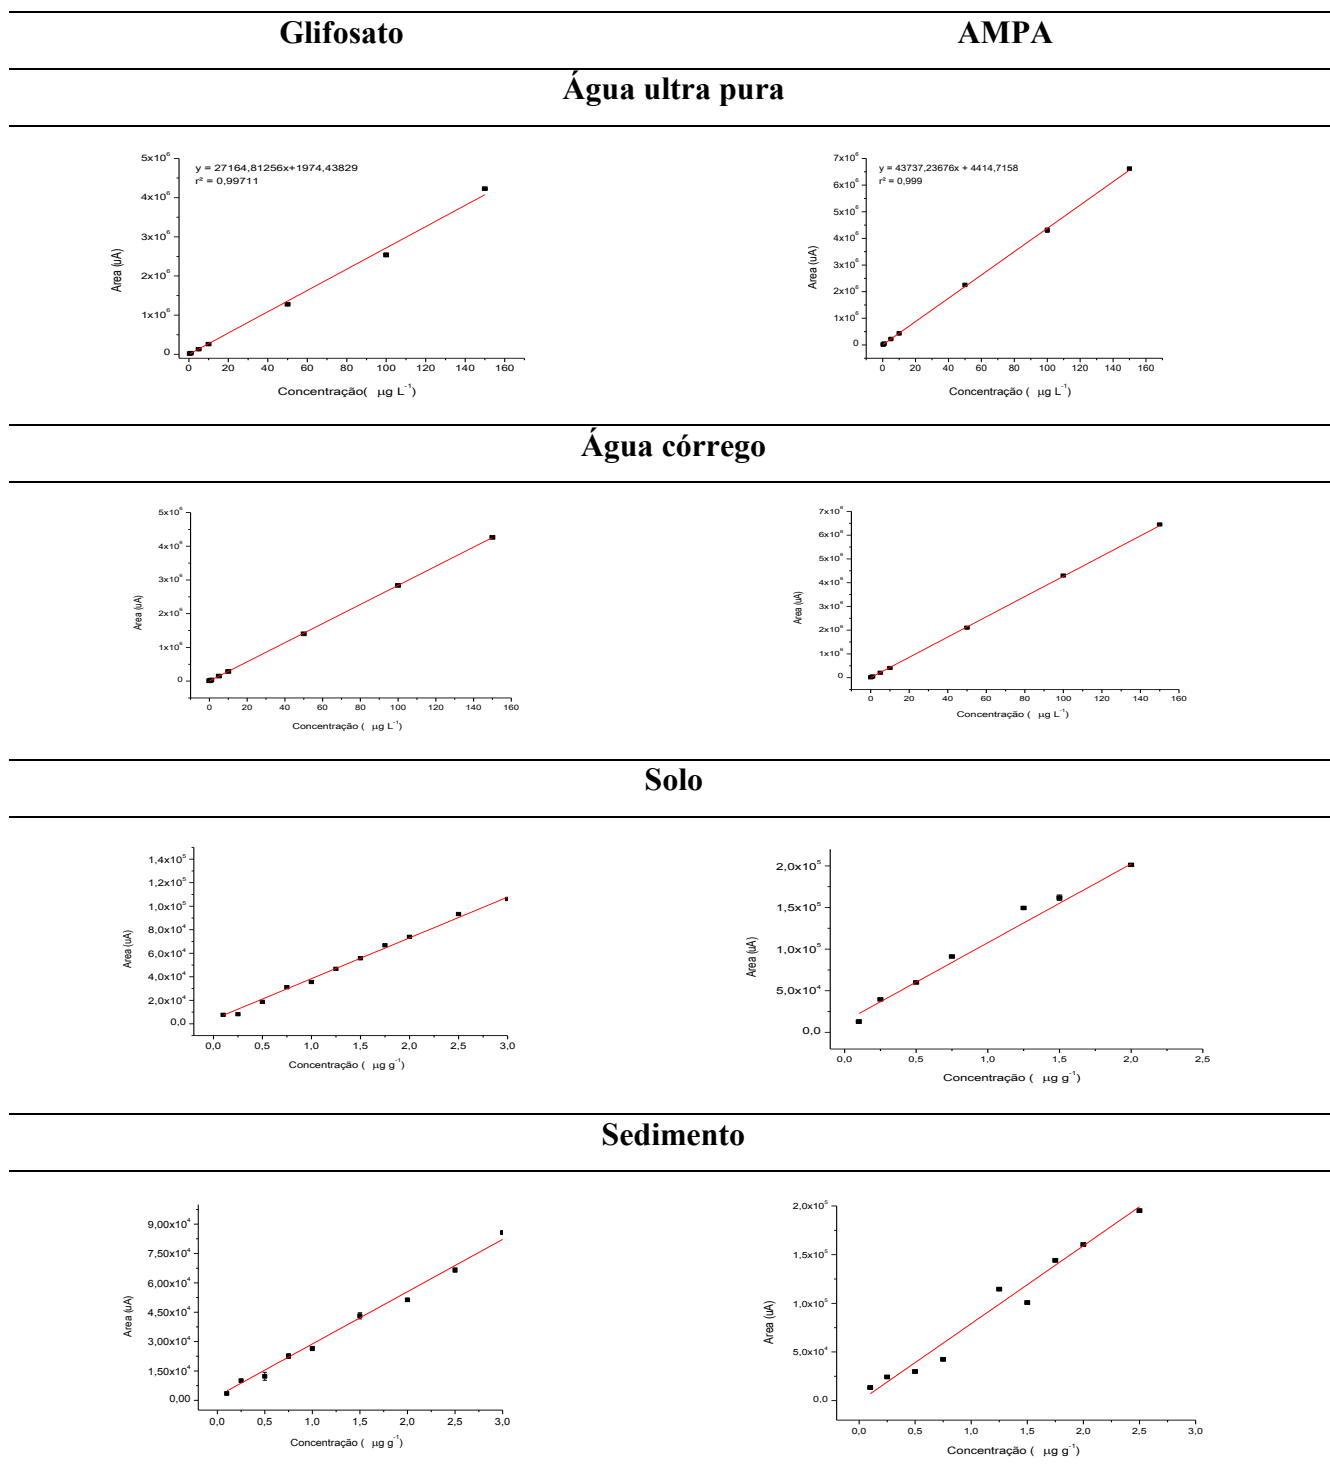 Glifosato AMPA
Água ultra pura
y = 27164,81256x+1974,43829
r² = 0,99711
5x10⁶
4x10⁶
3x10⁶
2x10⁶
1x10⁶
0
Area (uA)
0 20 40 60 80 100 120 140 160
Concentração( µg L⁻¹)
y = 43737,23676x + 4414,7158
r² = 0,999
7x10⁶
6x10⁶
5x10⁶
4x10⁶
3x10⁶
2x10⁶
1x10⁶
0
Area (uA)
0 20 40 60 80 100 120 140 160
Concentração ( µg L⁻¹)
Água córrego
5x10⁶
4x10⁶
3x10⁶
2x10⁶
1x10⁶
0
Area (uA)
0 20 40 60 80 100 120 140 160
Concentração ( µg L⁻¹)
7x10⁶
6x10⁶
5x10⁶
4x10⁶
3x10⁶
2x10⁶
1x10⁶
0
Area (uA)
0 20 40 60 80 100 120 140 160
Concentração ( µg L⁻¹)
Solo
1,4x10⁵
1,2x10⁵
1,0x10⁵
8,0x10⁴
6,0x10⁴
4,0x10⁴
2,0x10⁴
0,0
Area (uA)
0,0 0,5 1,0 1,5 2,0 2,5 3,0
Concentração ( µg g⁻¹)
2,0x10⁵
1,5x10⁵
1,0x10⁵
5,0x10⁴
0,0
Area (uA)
0,0 0,5 1,0 1,5 2,0 2,5
Concentração ( µg g⁻¹)
Sedimento
9,00x10⁴
7,50x10⁴
6,00x10⁴
4,50x10⁴
3,00x10⁴
1,50x10⁴
0,00
Area (uA)
0,0 0,5 1,0 1,5 2,0 2,5 3,0
Concentração ( µg g⁻¹)
2,0x10⁵
1,5x10⁵
1,0x10⁵
5,0x10⁴
0,0
Area (uA)
0,0 0,5 1,0 1,5 2,0 2,5 3,0
Concentração ( µg g⁻¹)